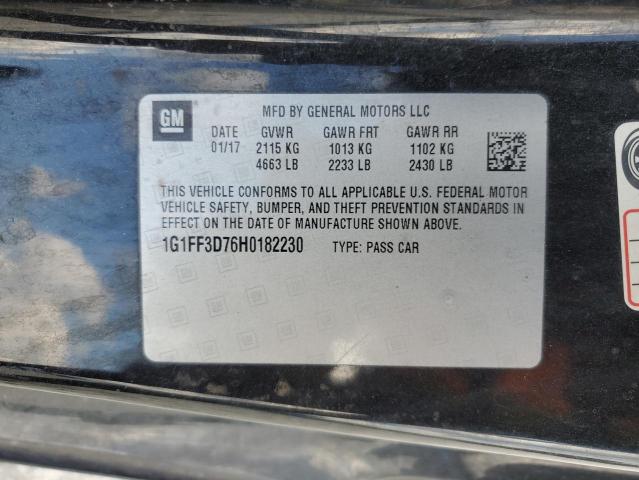 GM
MFD BY GENERAL MOTORS LLC
DATE GVWR GAWR FRT GAWR RR
01/17 2115 KG 1013 KG 1102 KG
4663 LB 2233 LB 2430 LB
THIS VEHICLE CONFORMS TO ALL APPLICABLE U.S. FEDERAL MOTOR
VEHICLE SAFETY, BUMPER, AND THEFT PREVENTION STANDARDS
IN EFFECT ON THE DATE OF MANUFACTURE SHOWN ABOVE.
1G1FF3D76H0182230 TYPE: PASS CAR